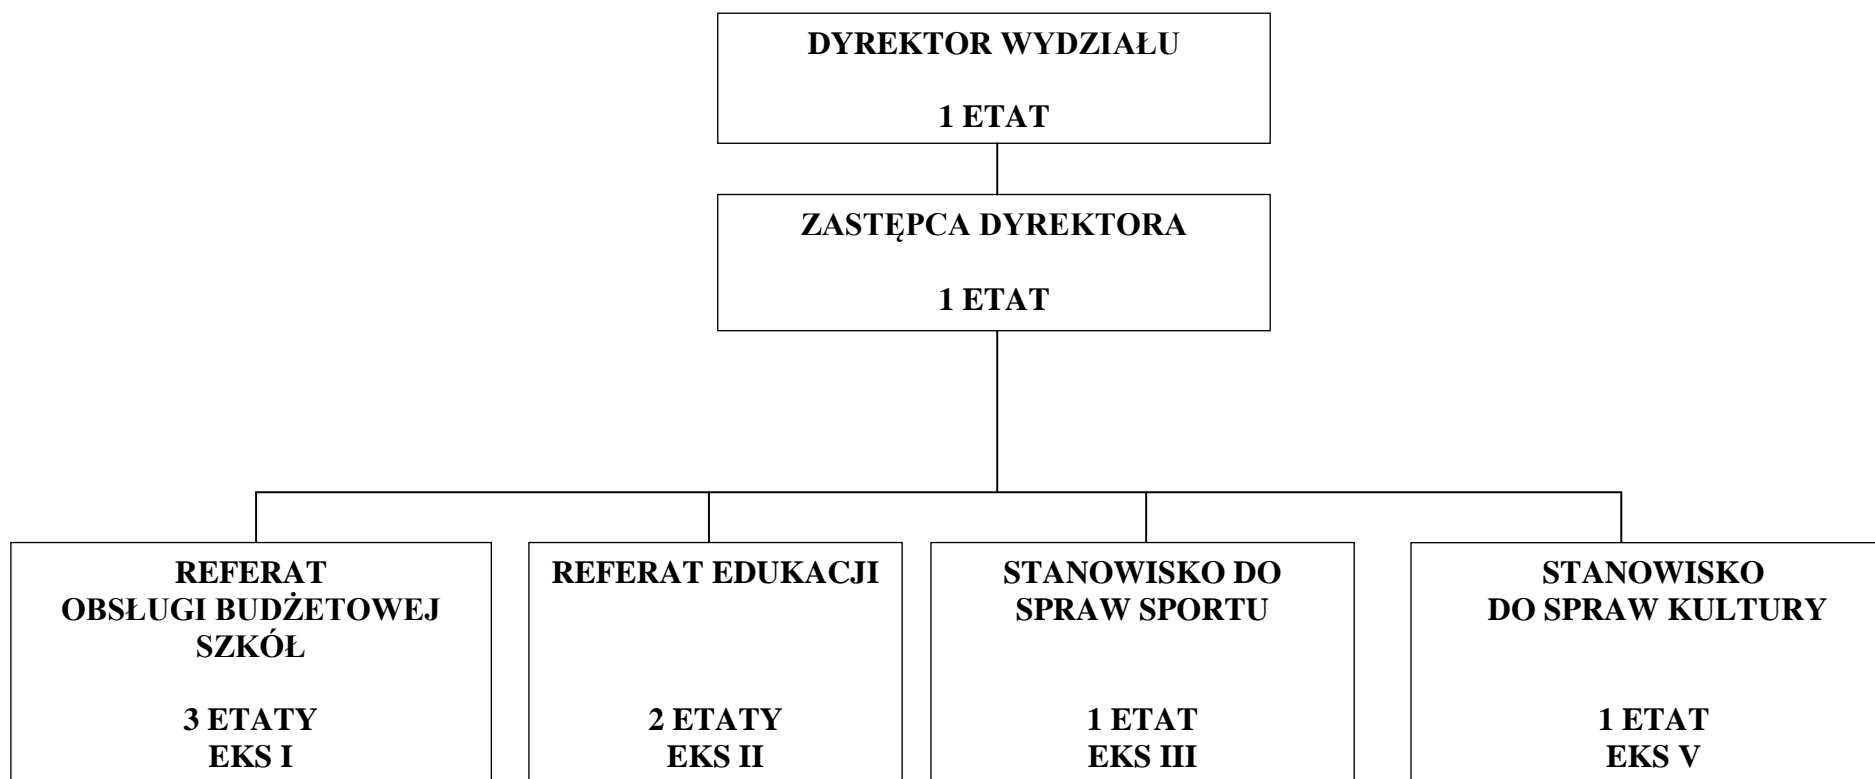 DYREKTOR WYDZIAŁU
1 ETAT
ZASTĘPCA DYREKTORA
1 ETAT
REFERAT
OBSŁUGI BUDŻETOWEJ
SZKÓŁ
3 ETATY
EKS I
REFERAT EDUKACJI
2 ETATY
EKS II
STANOWISKO DO
SPRAW SPORTU
1 ETAT
EKS III
STANOWISKO
DO SPRAW KULTURY
1 ETAT
EKS V